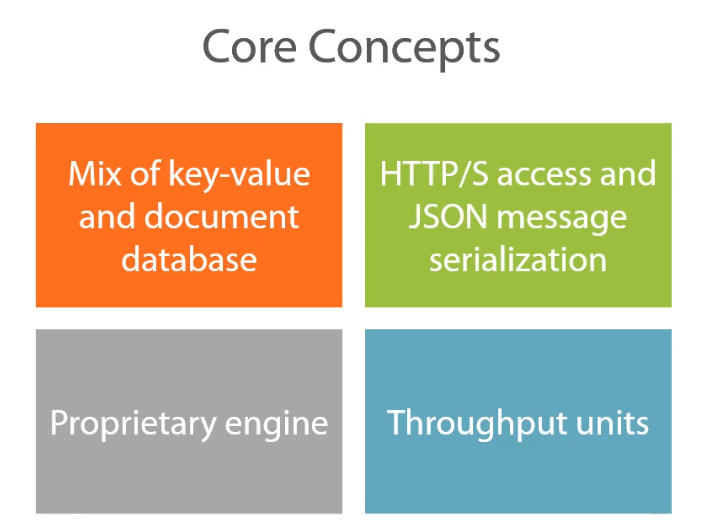 Core Concepts
Mix of key-value
and document
database
HTTP/S access and
JSON message
serialization
Proprietary engine
Throughput units